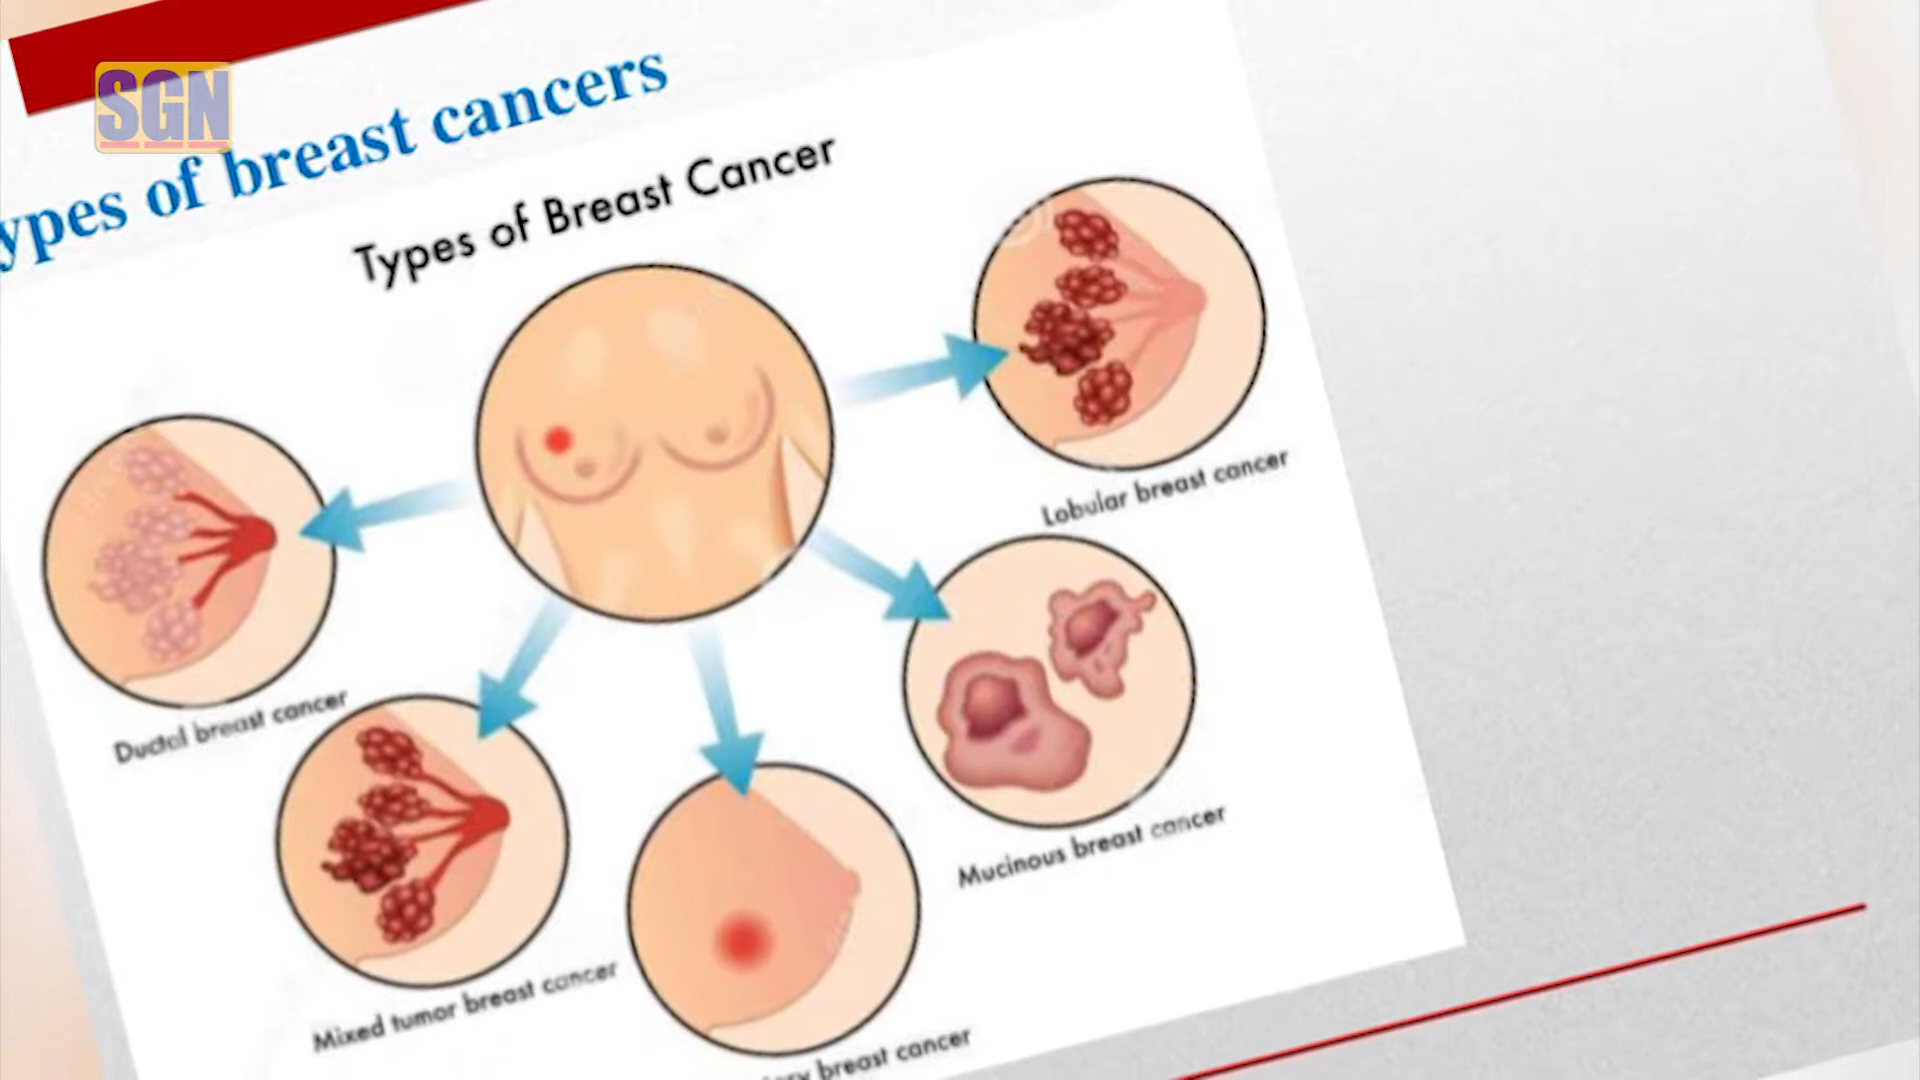 SGN
ypes of breast cancers
Types of Breast Cancer
Lobular breast cancer
Ductal breast cancer
Mucinous breast cancer
Mixed tumor breast cancer
breast cancer